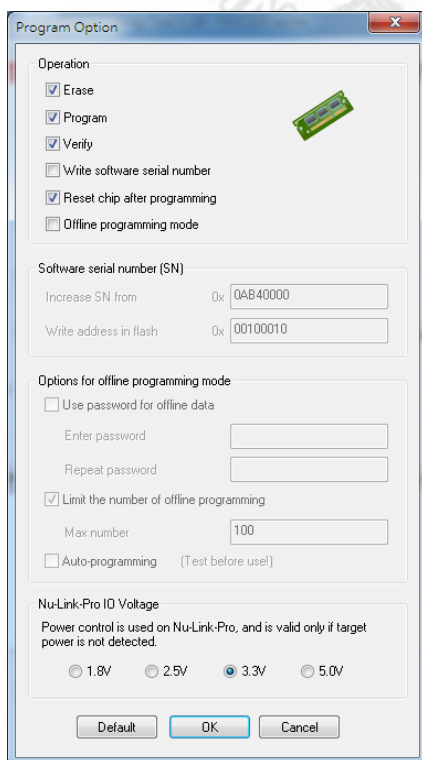 Program Option
Operation
Erase
Program
Verify
Write software serial number
Reset chip after programming
Offline programming mode
Software serial number (SN)
Increase SN from 0x 0AB40000
Write address in flash 0x 00100010
Options for offline programming mode
Use password for offline data
Enter password
Repeat password
Limit the number of offline programming
Max number 100
Auto-programming (Test before use!)
Nu-Link-Pro IO Voltage
Power control is used on Nu-Link-Pro, and is valid only if target
power is not detected.
1.8V 2.5V 3.3V 5.0V
Default OK Cancel